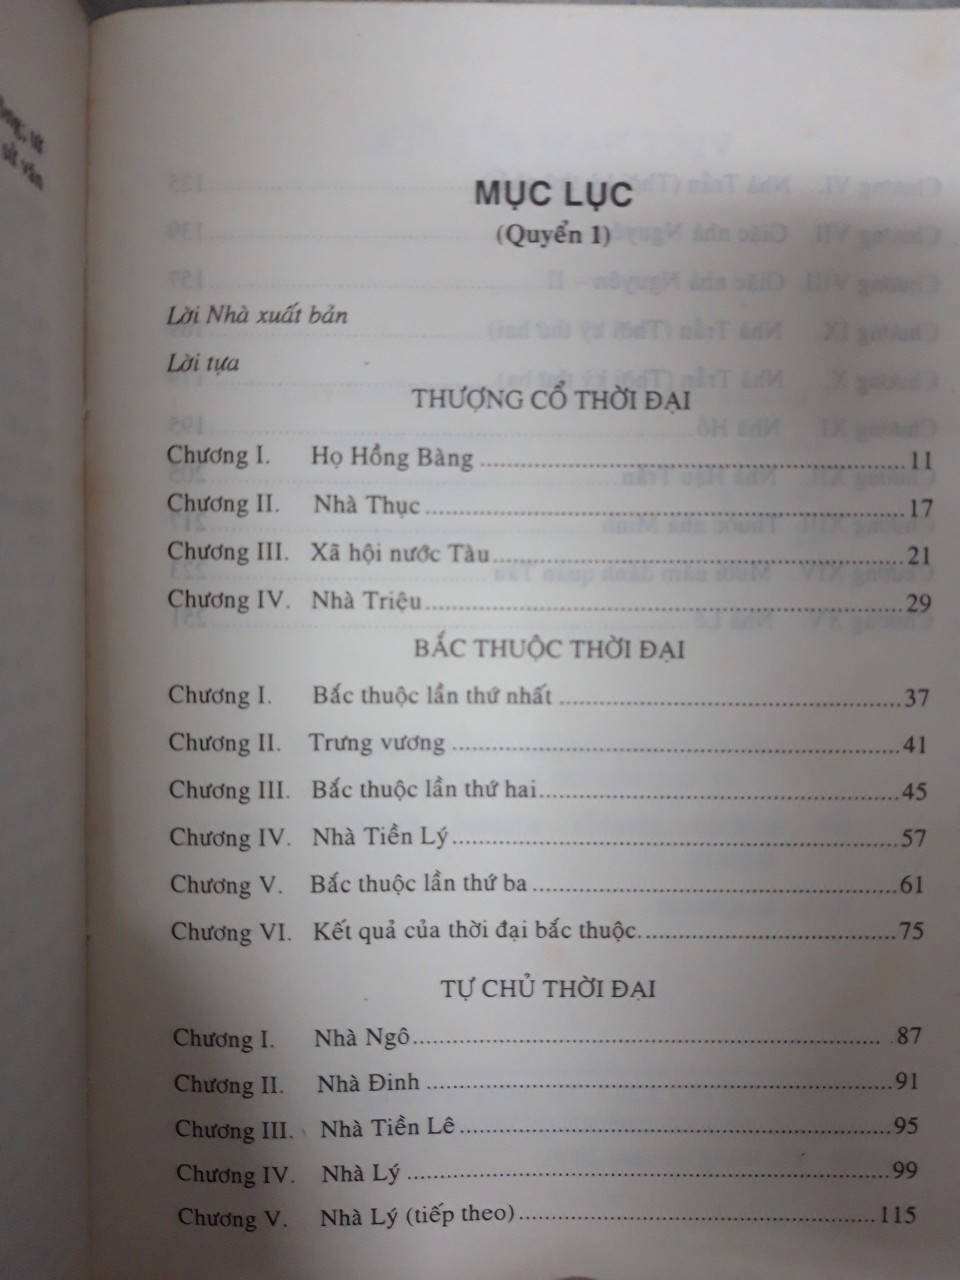 MỤC LỤC
(Quyển 1)
Lời Nhà xuất bản
Lời tựa
THƯỢNG CỔ THỜI ĐẠI
Chương I. Họ Hồng Bàng 11
Chương II. Nhà Thục 17
Chương III. Xã hội nước Tàu 21
Chương IV. Nhà Triệu 29
BẮC THUỘC THỜI ĐẠI
Chương I. Bắc thuộc lần thứ nhất 37
Chương II. Trưng vương 41
Chương III. Bắc thuộc lần thứ hai 45
Chương IV. Nhà Tiền Lý 57
Chương V. Bắc thuộc lần thứ ba 61
Chương VI. Kết quả của thời đại bắc thuộc 75
TỰ CHỦ THỜI ĐẠI
Chương I. Nhà Ngô 87
Chương II. Nhà Đinh 91
Chương III. Nhà Tiền Lê 95
Chương IV. Nhà Lý 99
Chương V. Nhà Lý (tiếp theo) 115